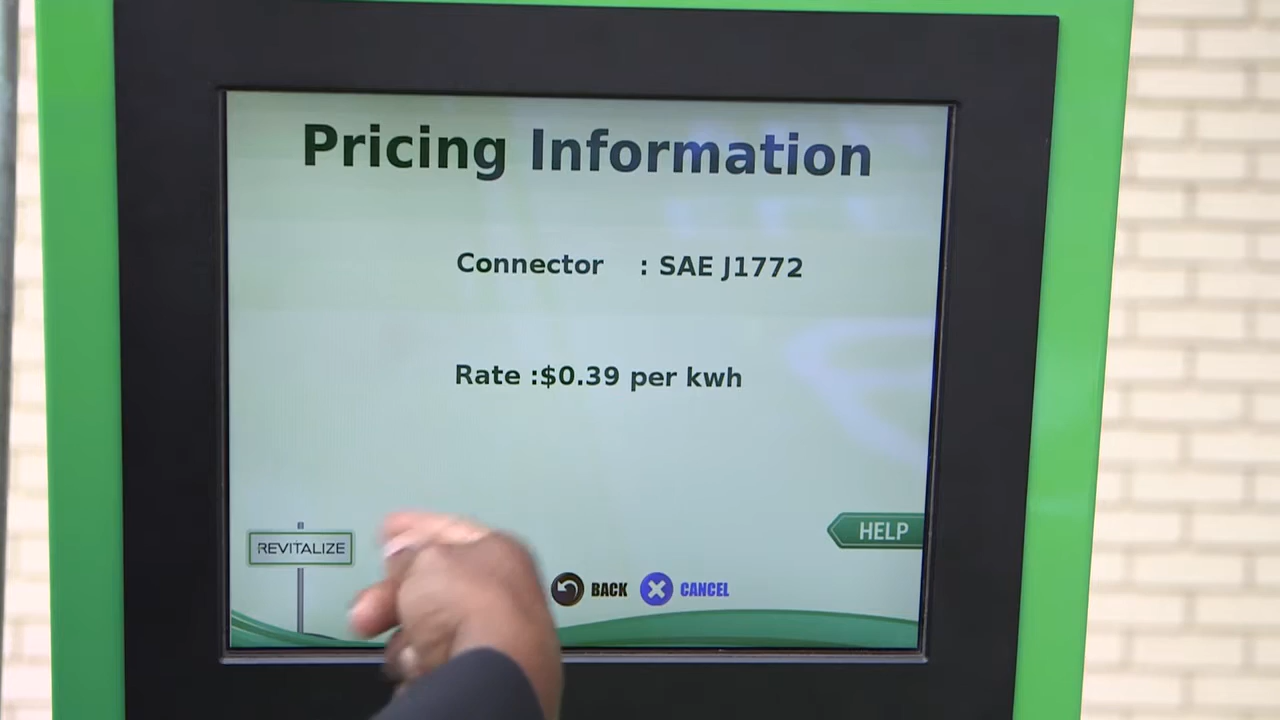 Pricing Information
Connector : SAE J1772
Rate :$0.39 per kwh
HELP
REVITALIZE
BACK
CANCEL